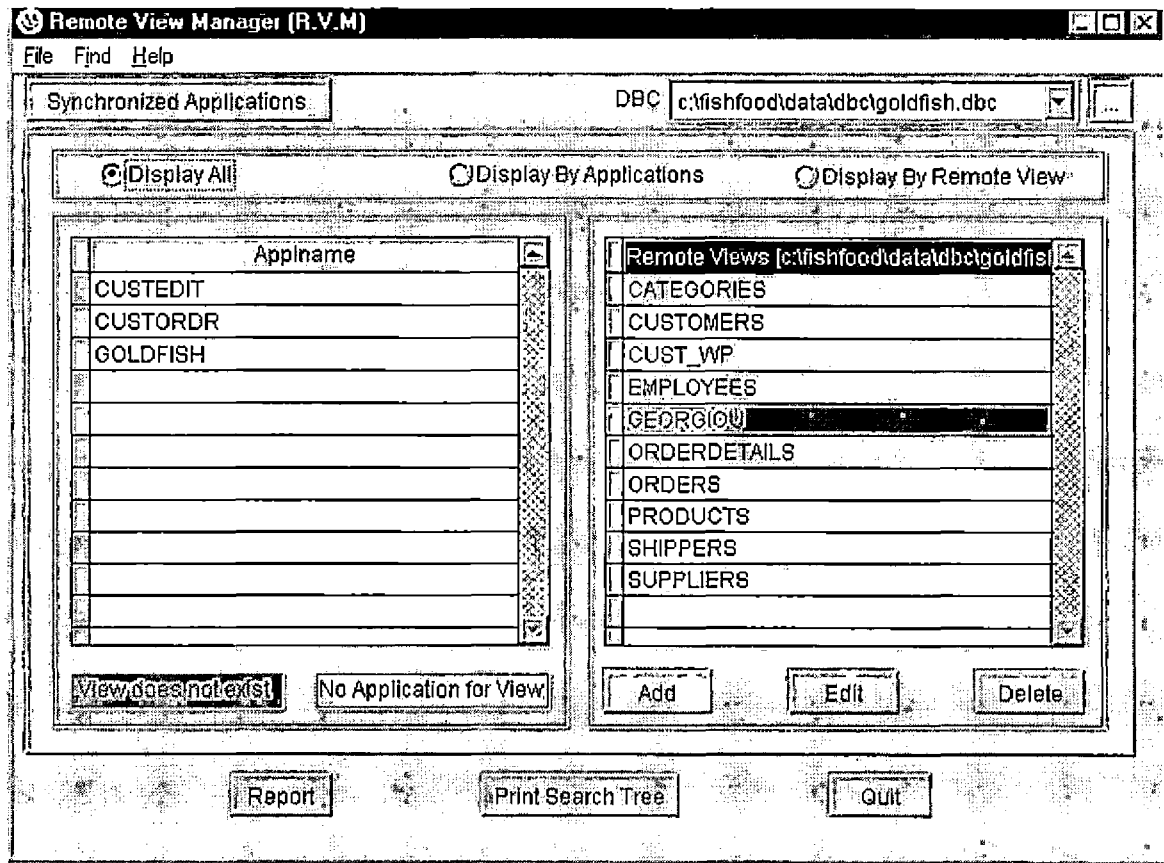 Remote View Manager (R.V.M)
File Find Help
Synchronized Applications
DBC c:\fishfood\data\dbc\goldfish.dbc ...
Display All Display By Applications Display By Remote View
Applname
CUSTEDIT
CUSTORDR
GOLDFISH
Remote Views [c:\fishfood\data\dbc\goldfis
CATEGORIES
CUSTOMERS
CUST_WP
EMPLOYEES
GEORGIOU
ORDERDETAILS
ORDERS
PRODUCTS
SHIPPERS
SUPPLIERS
View does not exist No Application for View
Add Edit Delete
Report Print Search Tree Quit